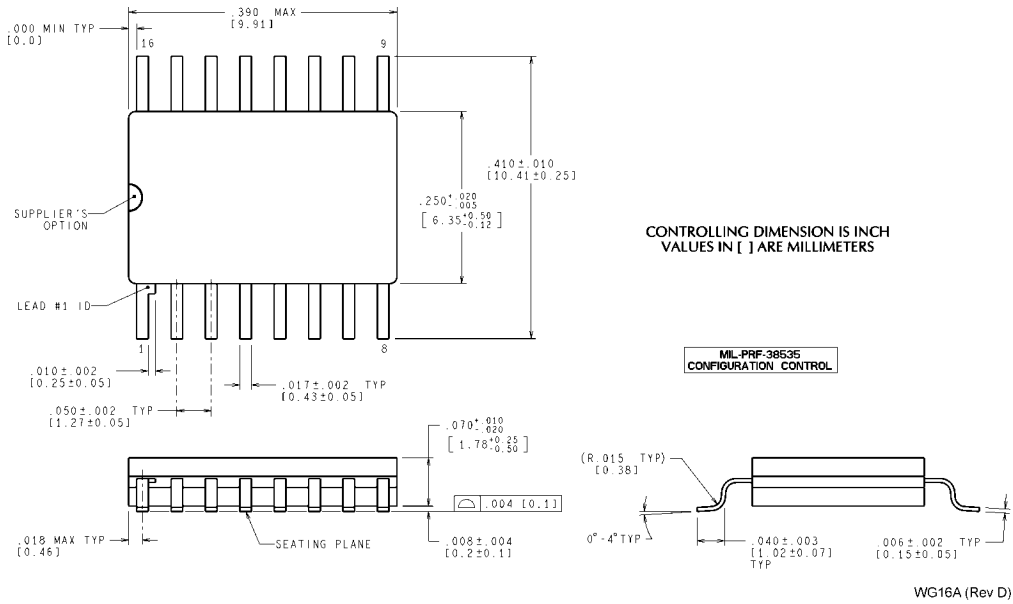 .390 MAX
[9.91]
.000 MIN TYP
[0.0]
16
9
.410±.010
[10.41±0.25]
.250+.020
-.005
[6.35+0.50
-0.12]
SUPPLIER'S
OPTION
CONTROLLING DIMENSION IS INCH
VALUES IN [ ] ARE MILLIMETERS
LEAD #1 ID
1
8
MIL-PRF-38535
CONFIGURATION CONTROL
.010±.002
[0.25±0.05]
.017±.002 TYP
[0.43±0.05]
.050±.002 TYP
[1.27±0.05]
.070+.010
-.020
[1.78+0.25
-0.50]
(R.015 TYP)
[0.38]
.004 [0.1]
.018 MAX TYP
[0.46]
SEATING PLANE
.008±.004
[0.2±0.1]
0°-4° TYP
.040±.003
[1.02±0.07]
TYP
.006±.002 TYP
[0.15±0.05]
WG16A (Rev D)